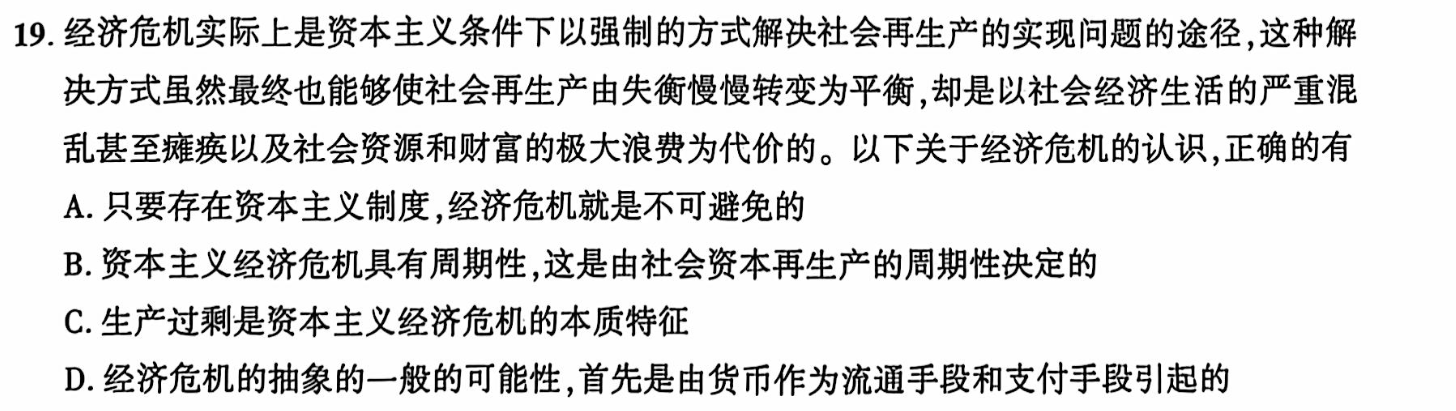 19. 经济危机实际上是资本主义条件下以强制的方式解决社会再生产的实现问题的途径,这种解
决方式虽然最终也能够使社会再生产由失衡慢慢转变为平衡,却是以社会经济生活的严重混
乱甚至瘫痪以及社会资源和财富的极大浪费为代价的。以下关于经济危机的认识,正确的有
A. 只要存在资本主义制度,经济危机就是不可避免的
B. 资本主义经济危机具有周期性,这是由社会资本再生产的周期性决定的
C. 生产过剩是资本主义经济危机的本质特征
D. 经济危机的抽象的一般的可能性,首先是由货币作为流通手段和支付手段引起的